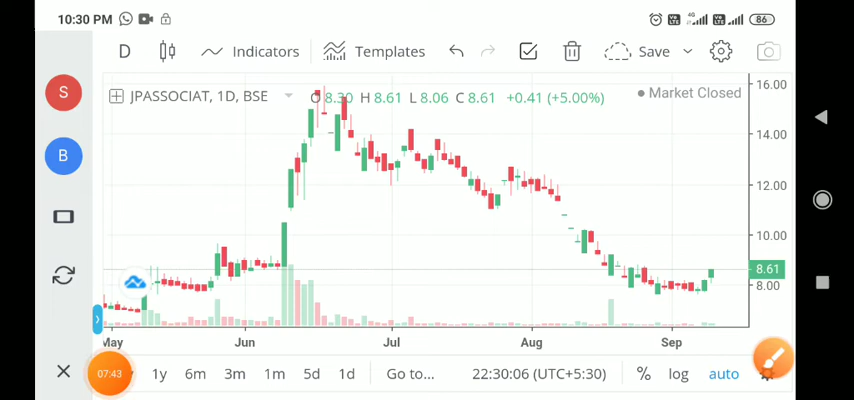 10:30 PM 4G VoLTE VoLTE 86
D Indicators Templates Save
S JPASSOCIAT, 1D, BSE O 8.30 H 8.61 L 8.06 C 8.61 +0.41 (+5.00%) Market Closed
16.00
14.00
B
12.00
10.00
8.61
8.00
May Jun Jul Aug Sep
07:43 1y 6m 3m 1m 5d 1d Go to... 22:30:06 (UTC+5:30) % log auto